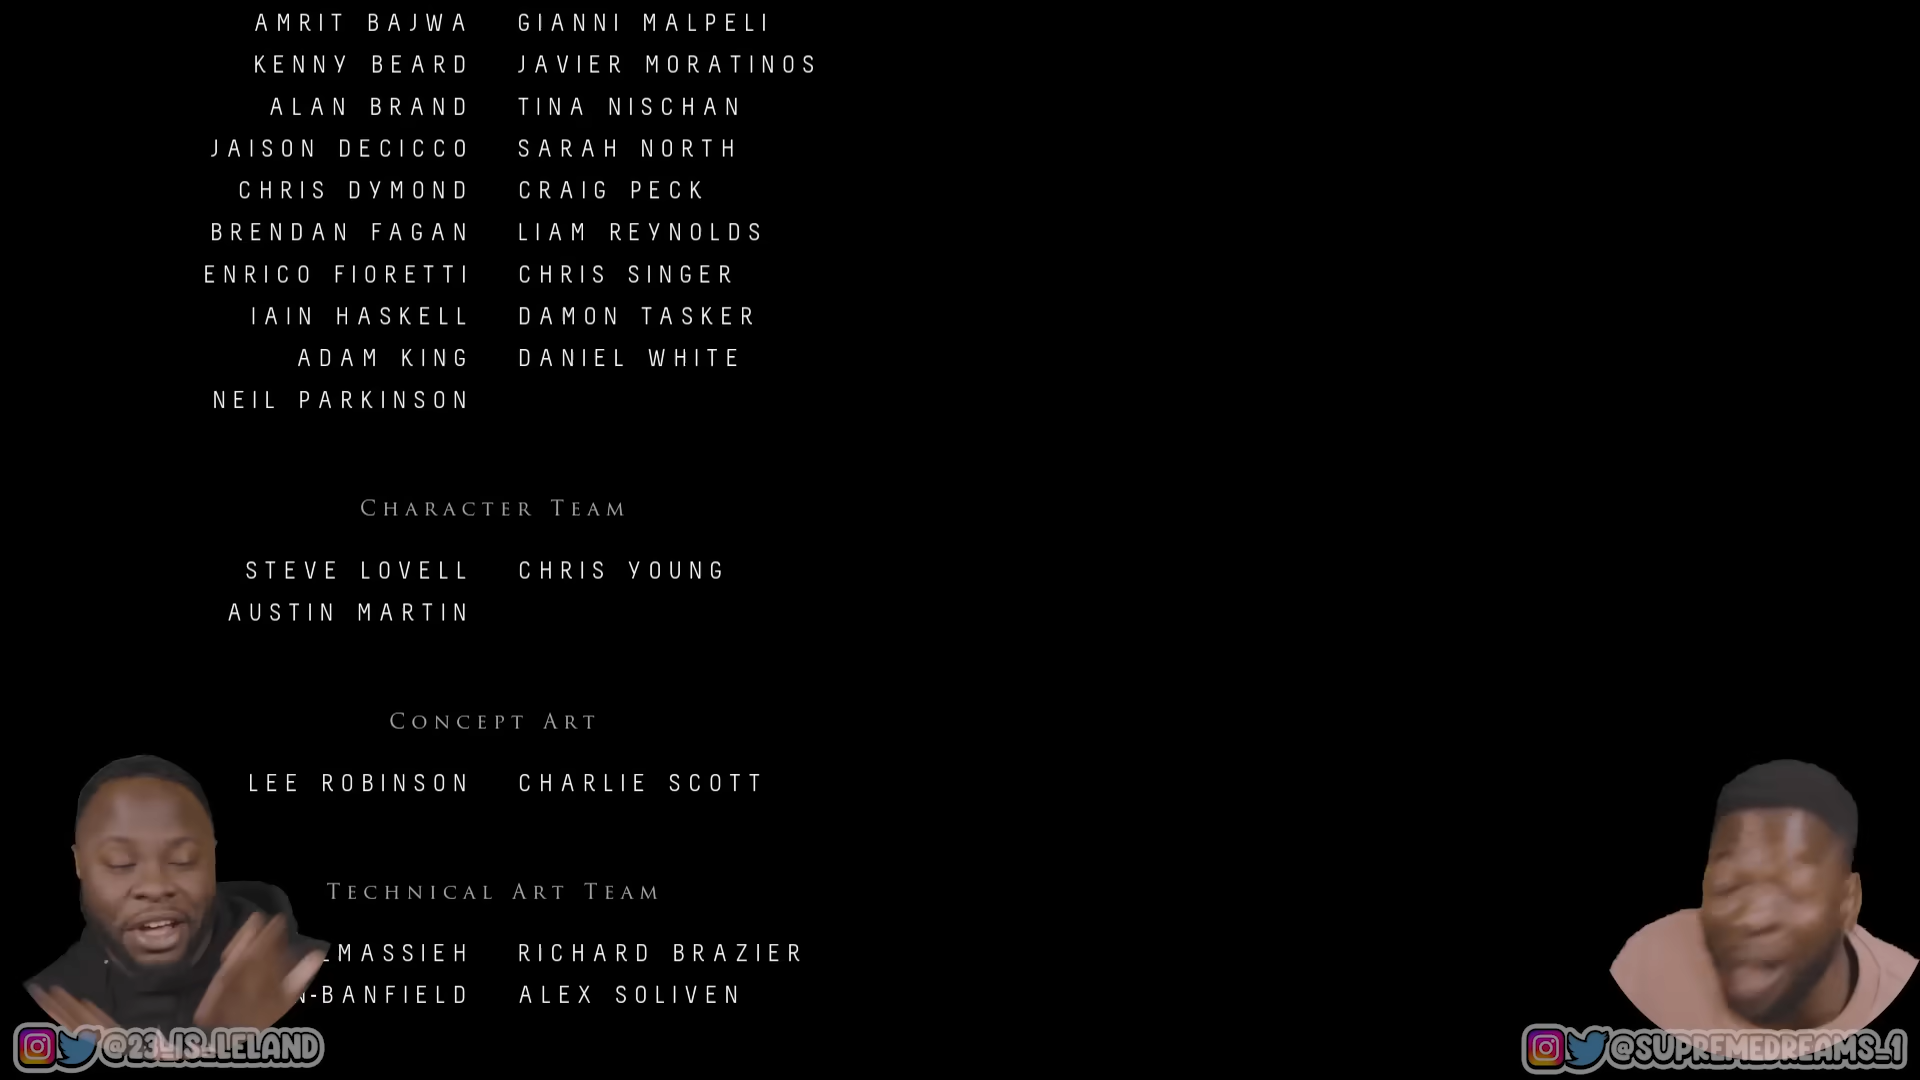 AMRIT BAJWA GIANNI MALPELI
KENNY BEARD JAVIER MORATINOS
ALAN BRAND TINA NISCHAN
JAISON DECICCO SARAH NORTH
CHRIS DYMOND CRAIG PECK
BRENDAN FAGAN LIAM REYNOLDS
ENRICO FIORETTI CHRIS SINGER
IAIN HASKELL DAMON TASKER
ADAM KING DANIEL WHITE
NEIL PARKINSON
CHARACTER TEAM
STEVE LOVELL CHRIS YOUNG
AUSTIN MARTIN
CONCEPT ART
LEE ROBINSON CHARLIE SCOTT
TECHNICAL ART TEAM
RICHARD BRAZIER
-BANFIELD ALEX SOLIVEN
@23_IS_LELAND @SUPREMEDREAMS_1